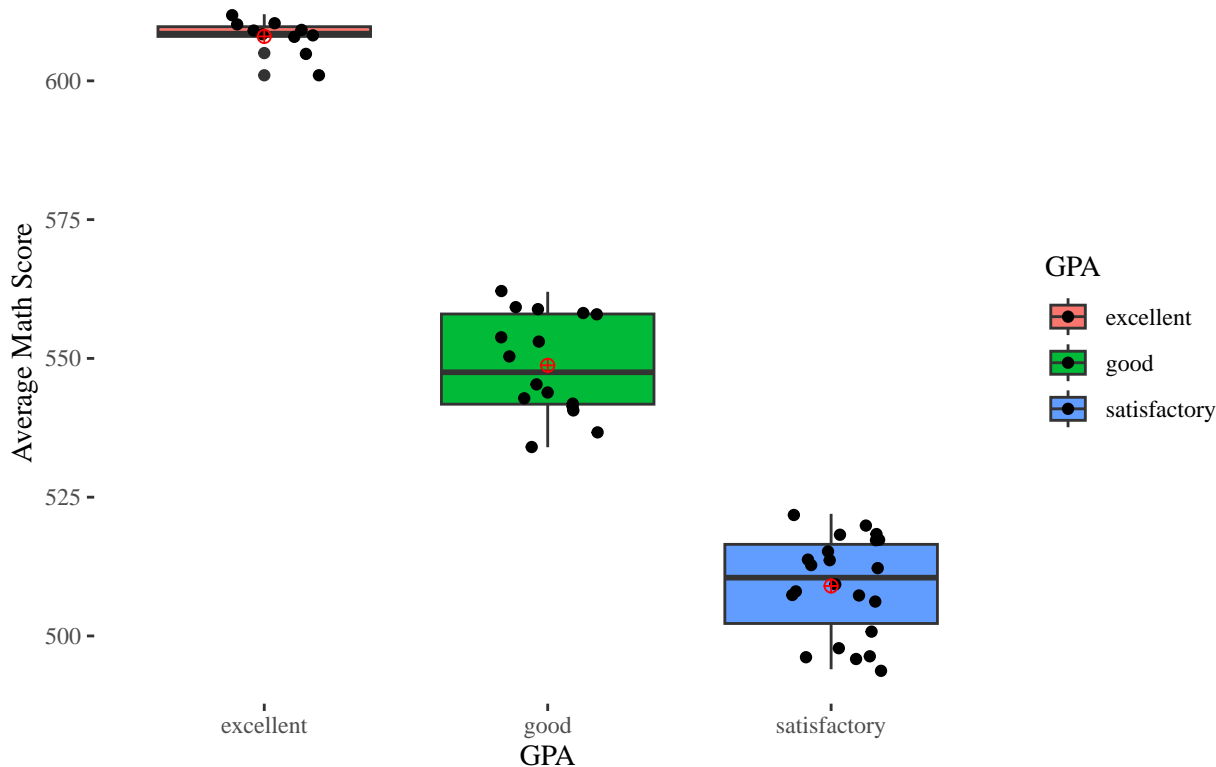 600
575
550
525
500
Average Math Score
excellent
good
satisfactory
GPA
GPA
excellent
good
satisfactory